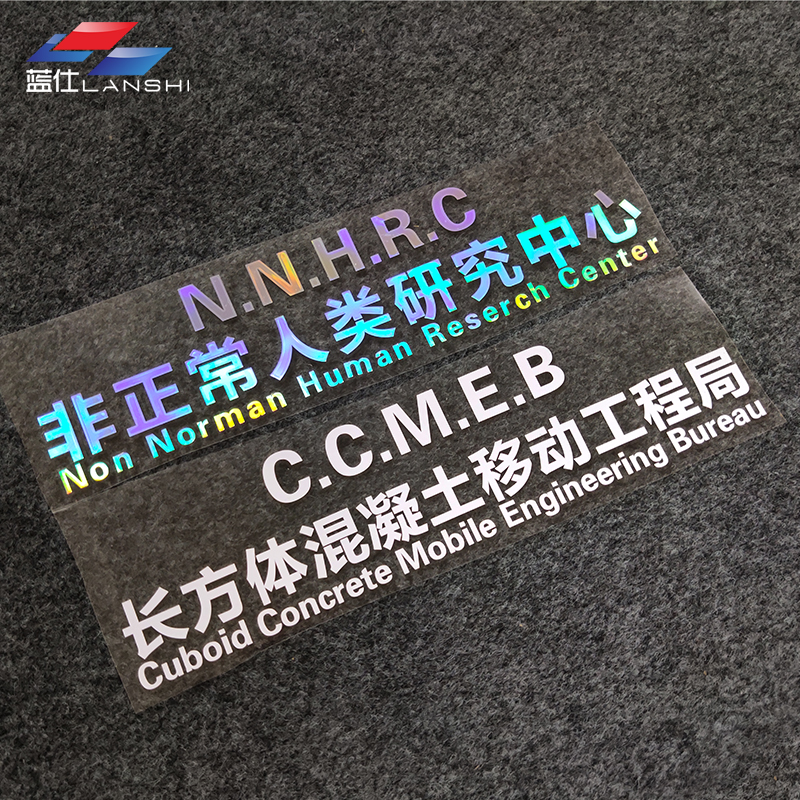 蓝仕LANSHI
N.N.H.R.C
非正常人类研究中心
Non Norman Human Reserch Center
C.C.M.E.B
长方体混凝土移动工程局
Cuboid Concrete Mobile Engineering Bureau